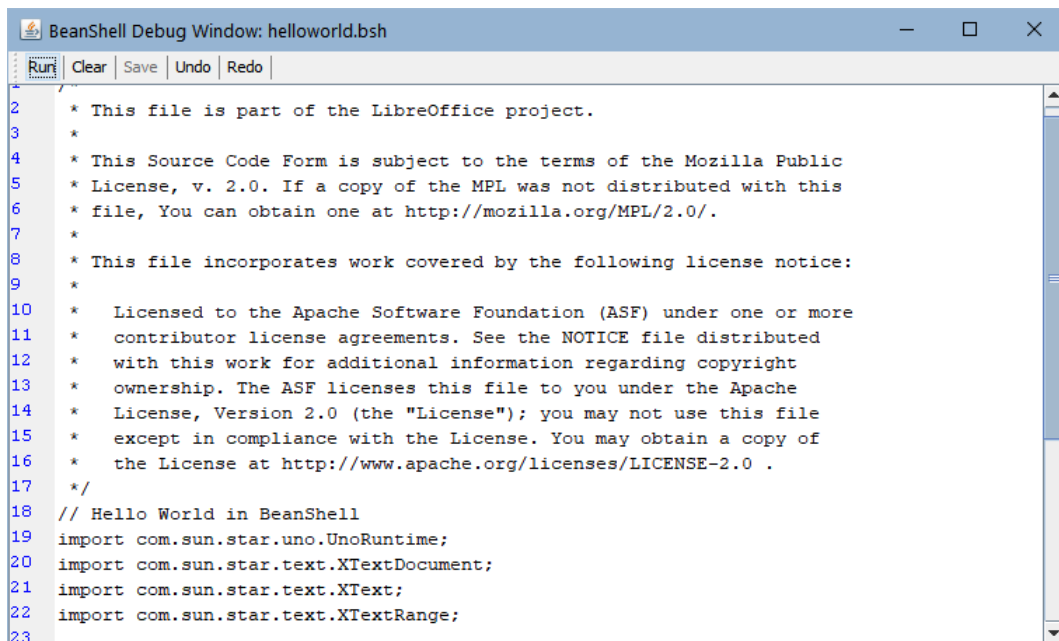 BeanShell Debug Window: helloworld.bsh
Run Clear Save Undo Redo
1 /*
2 * This file is part of the LibreOffice project.
3 *
4 * This Source Code Form is subject to the terms of the Mozilla Public
5 * License, v. 2.0. If a copy of the MPL was not distributed with this
6 * file, You can obtain one at http://mozilla.org/MPL/2.0/.
7 *
8 * This file incorporates work covered by the following license notice:
9 *
10 *   Licensed to the Apache Software Foundation (ASF) under one or more
11 *   contributor license agreements. See the NOTICE file distributed
12 *   with this work for additional information regarding copyright
13 *   ownership. The ASF licenses this file to you under the Apache
14 *   License, Version 2.0 (the "License"); you may not use this file
15 *   except in compliance with the License. You may obtain a copy of
16 *   the License at http://www.apache.org/licenses/LICENSE-2.0 .
17 */
18 // Hello World in BeanShell
19 import com.sun.star.uno.UnoRuntime;
20 import com.sun.star.text.XTextDocument;
21 import com.sun.star.text.XText;
22 import com.sun.star.text.XTextRange;
23